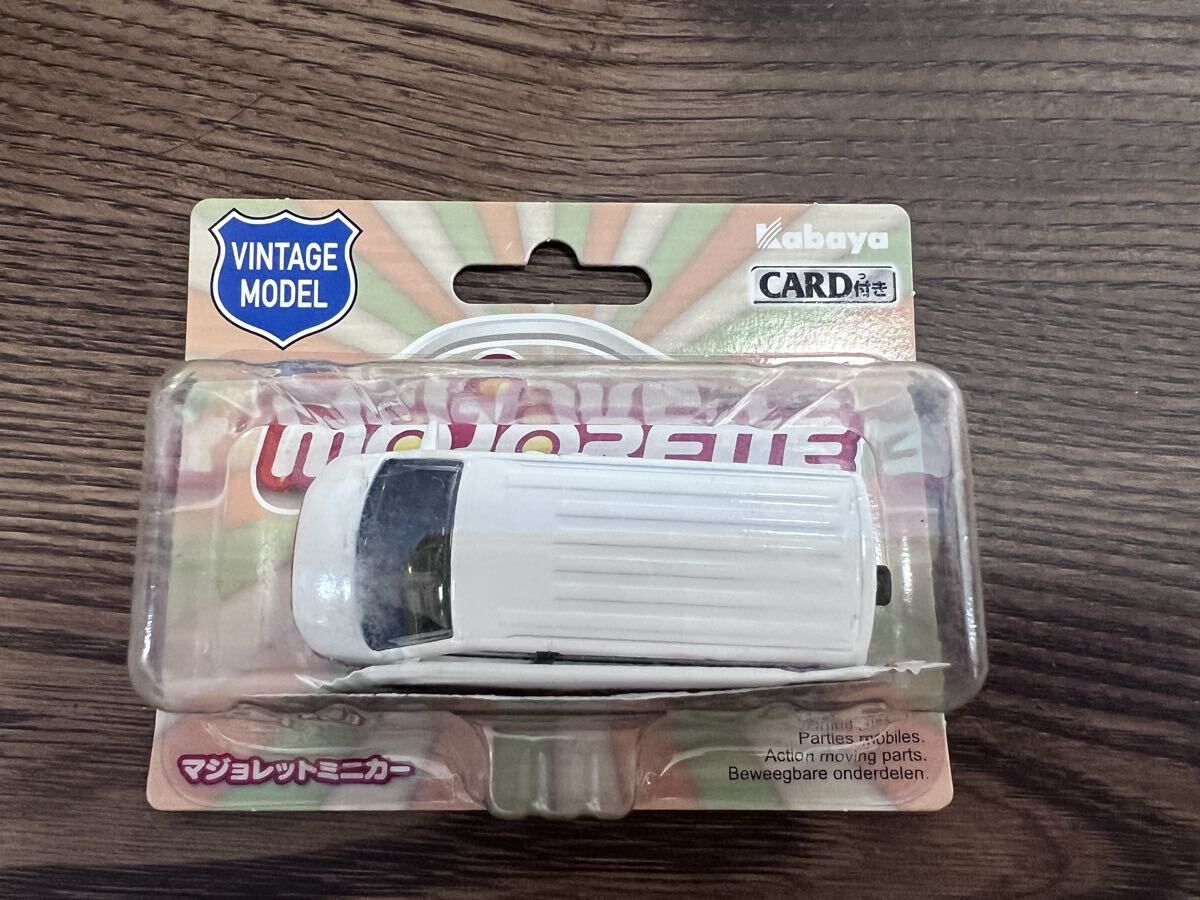 VINTAGE
MODEL
Kabaya
CARD付き
っ
majorette
マジョレットミニカー
Parties mobiles.
Action moving parts.
Beweegbare onderdelen.